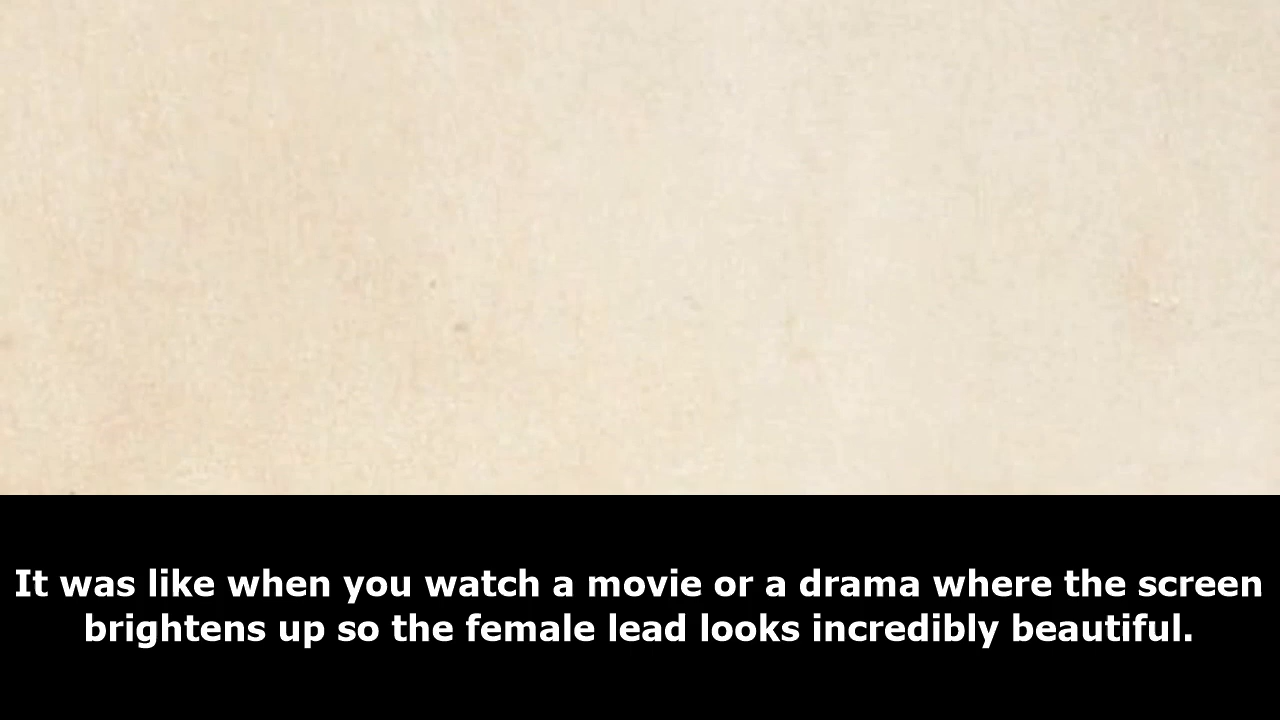 It was like when you watch a movie or a drama where the screen
brightens up so the female lead looks incredibly beautiful.